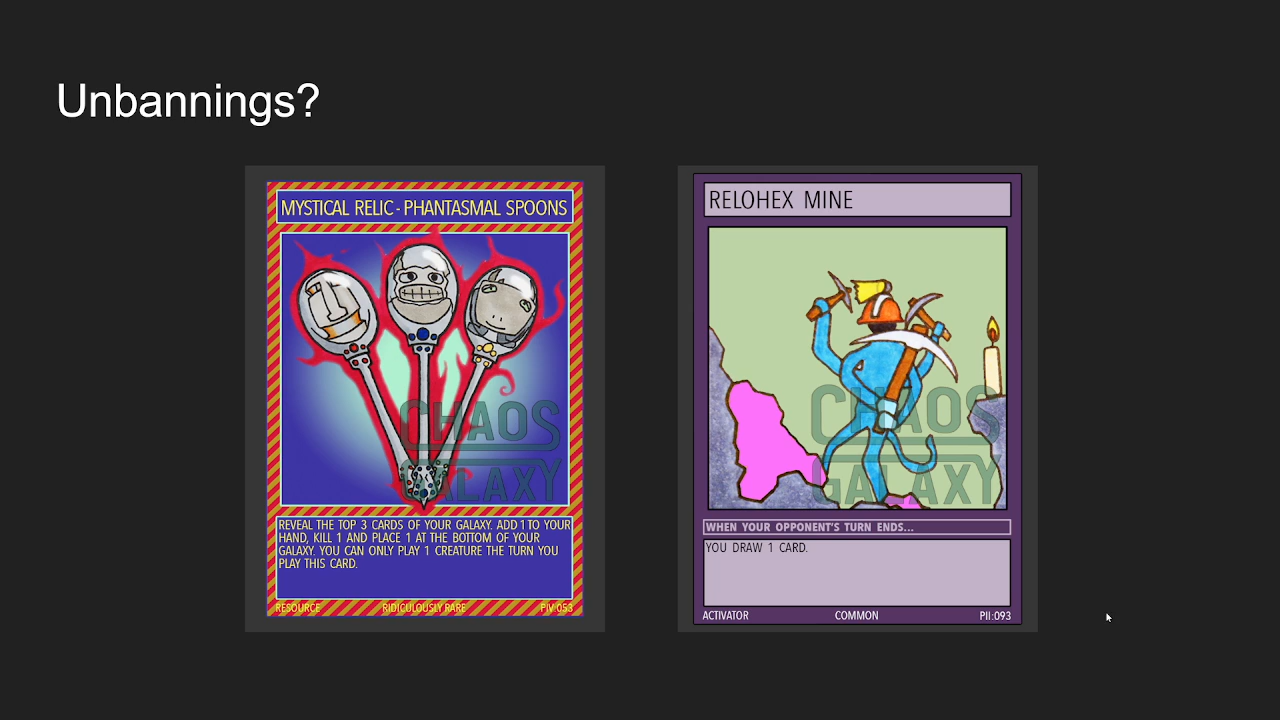 Unbannings?
MYSTICAL RELIC - PHANTASMAL SPOONS
CHAOS
GALAXY
REVEAL THE TOP 3 CARDS OF YOUR GALAXY. ADD 1 TO YOUR
HAND, KILL 1 AND PLACE 1 AT THE BOTTOM OF YOUR
GALAXY. YOU CAN ONLY PLAY 1 CREATURE THE TURN YOU
PLAY THIS CARD.
RESOURCE RIDICULOUSLY RARE PIV:053
RELOHEX MINE
CHAOS
GALAXY
WHEN YOUR OPPONENT'S TURN ENDS...
YOU DRAW 1 CARD.
ACTIVATOR COMMON PII:093